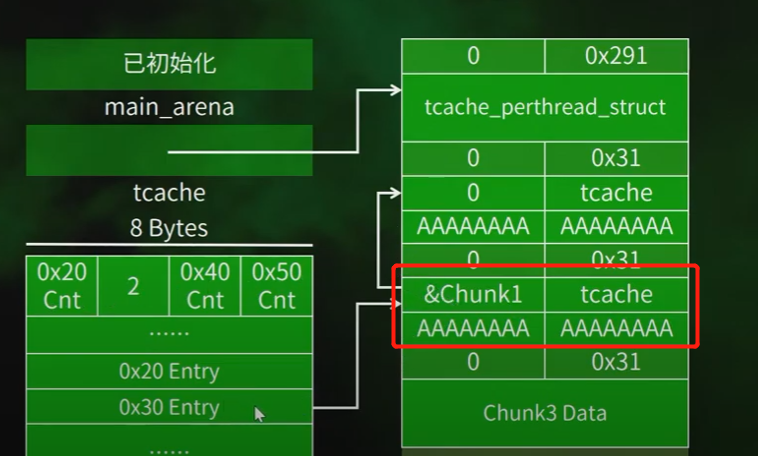 已初始化
main_arena
tcache
8 Bytes
0x20 Cnt
2
0x40 Cnt
0x50 Cnt
······
0x20 Entry
0x30 Entry
······
0 0x291
tcache_perthread_struct
0 0x31
0 tcache
AAAAAAAA AAAAAAAA
0 0x31
&Chunk1 tcache
AAAAAAAA AAAAAAAA
0 0x31
Chunk3 Data